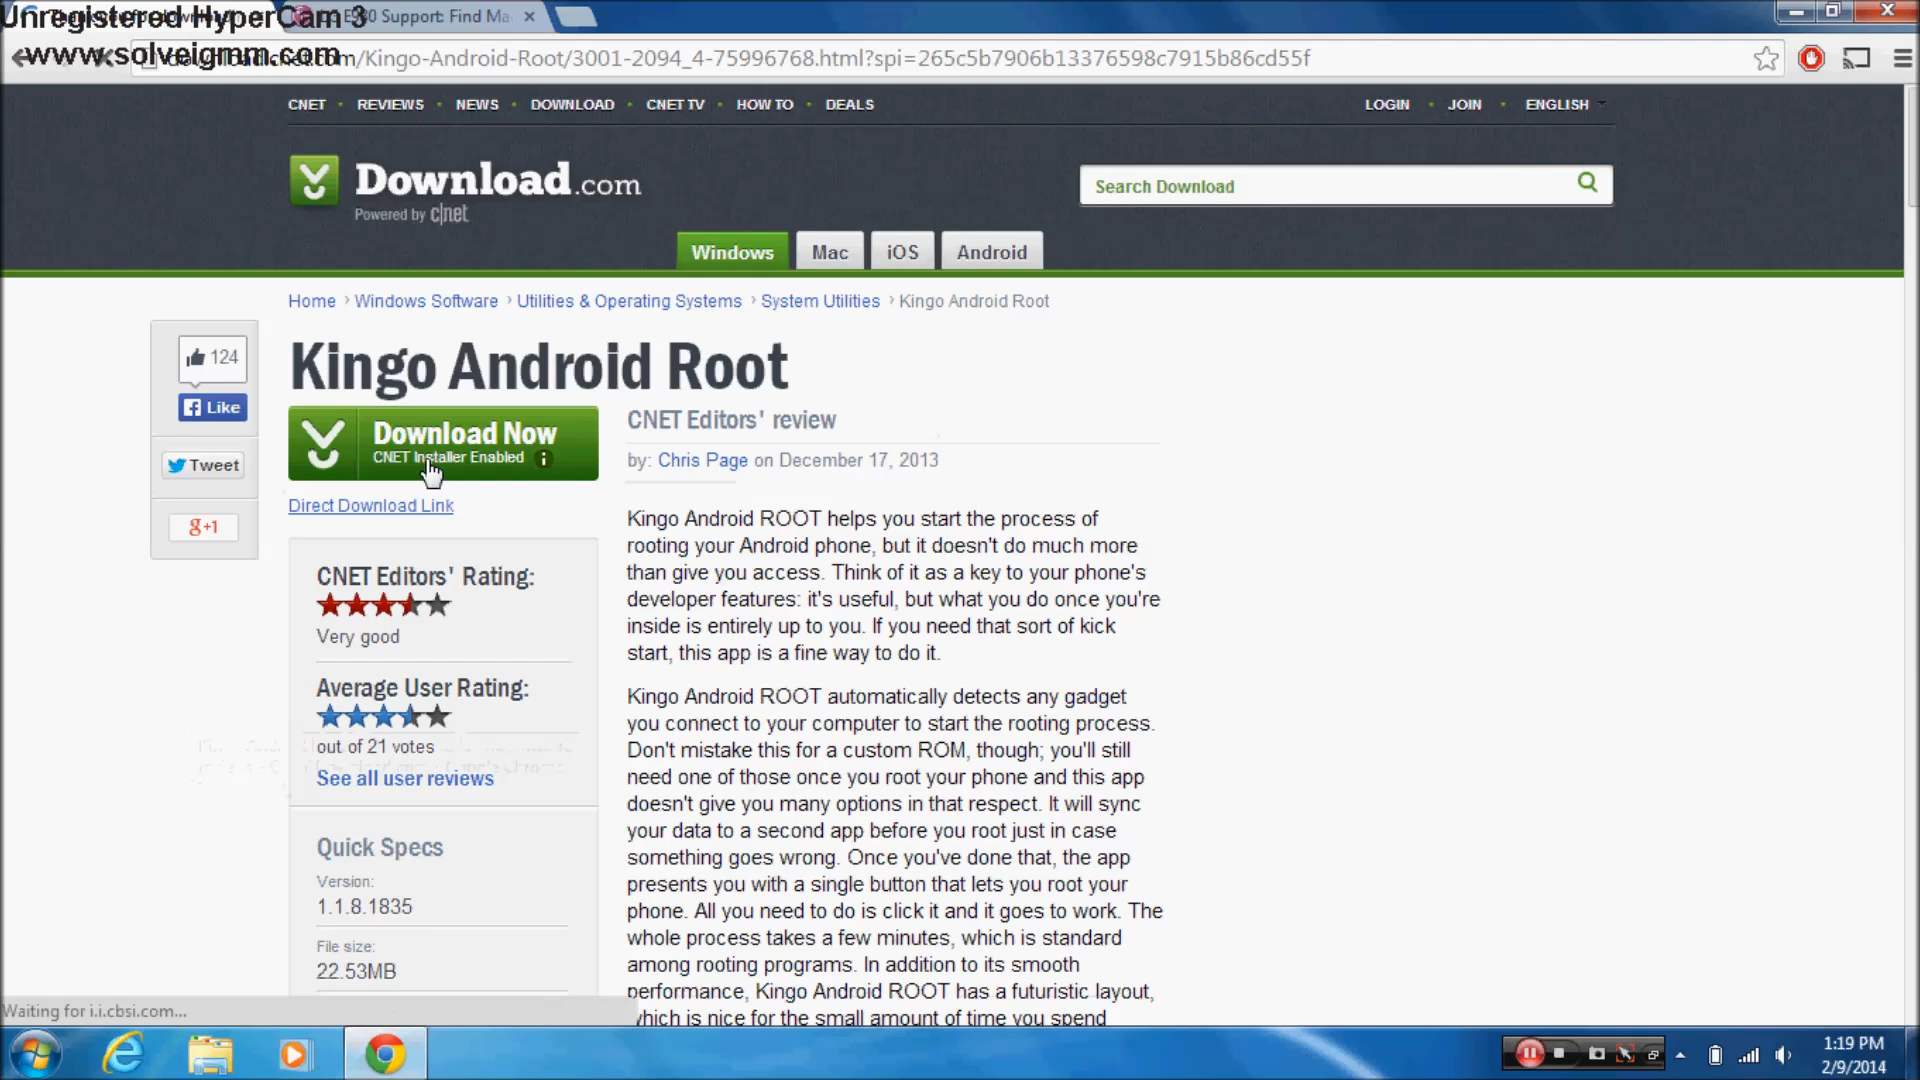 Unregistered HyperCam 3
www.solveigmm.com
E980 Support: Find Ma
/Kingo-Android-Root/3001-2094_4-75996768.html?spi=265c5b7906b13376598c7915b86cd55f
CNET REVIEWS NEWS DOWNLOAD CNET TV HOW TO DEALS
LOGIN JOIN ENGLISH
Download.com
Powered by c|net
Search Download
Windows Mac iOS Android
Home › Windows Software › Utilities & Operating Systems › System Utilities › Kingo Android Root
124
Like
Tweet
g+1
Kingo Android Root
Download Now
CNET Installer Enabled i
Direct Download Link
CNET Editors' Rating:
Very good
Average User Rating:
out of 21 votes
See all user reviews
Quick Specs
Version:
1.1.8.1835
File size:
22.53MB
CNET Editors' review
by: Chris Page on December 17, 2013
Kingo Android ROOT helps you start the process of
rooting your Android phone, but it doesn't do much more
than give you access. Think of it as a key to your phone's
developer features: it's useful, but what you do once you're
inside is entirely up to you. If you need that sort of kick
start, this app is a fine way to do it.
Kingo Android ROOT automatically detects any gadget
you connect to your computer to start the rooting process.
Don't mistake this for a custom ROM, though; you'll still
need one of those once you root your phone and this app
doesn't give you many options in that respect. It will sync
your data to a second app before you root just in case
something goes wrong. Once you've done that, the app
presents you with a single button that lets you root your
phone. All you need to do is click it and it goes to work. The
whole process takes a few minutes, which is standard
among rooting programs. In addition to its smooth
performance, Kingo Android ROOT has a futuristic layout,
which is nice for the small amount of time you spend
Waiting for i.i.cbsi.com...
1:19 PM
2/9/2014